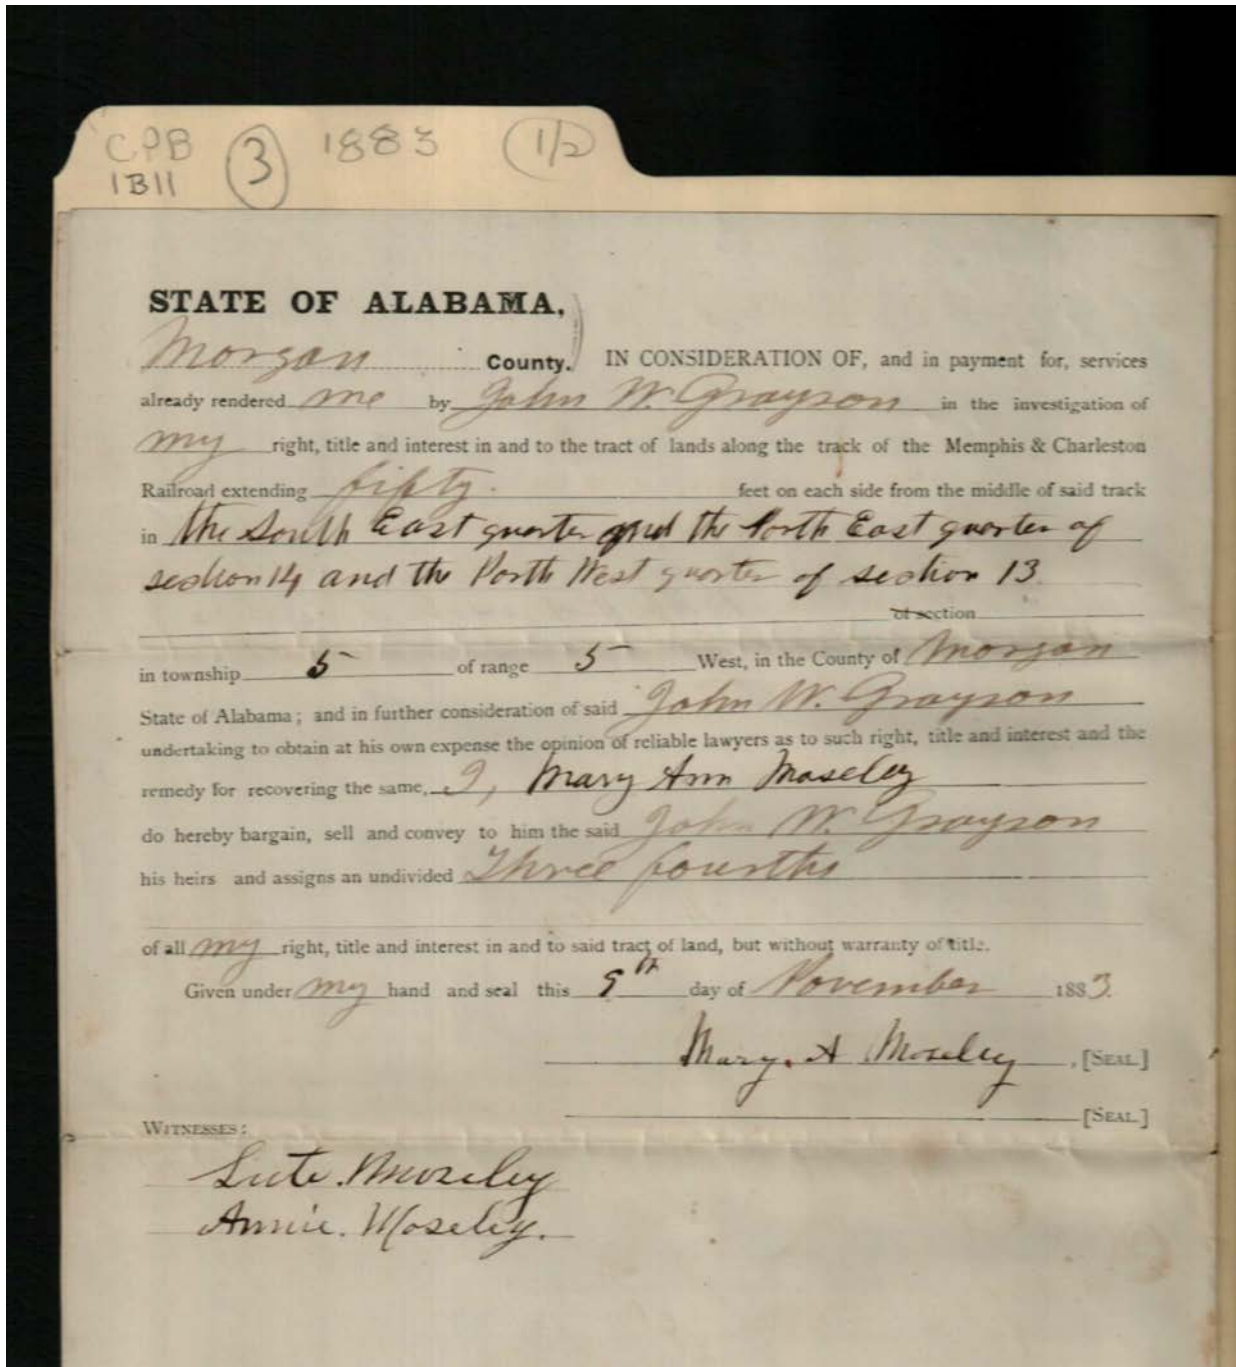 CPB 3 1883 (1/2)
1B11
STATE OF ALABAMA,
Morgan County. IN CONSIDERATION OF, and in payment for, services
already rendered me by John W. Grayson in the investigation of
my right, title and interest in and to the tract of lands along the track of the Memphis & Charleston
Railroad extending fifty. feet on each side from the middle of said track
in the South East quarter and the North East quarter of
section 14 and the North West quarter of section 13
of section
in township 5 of range 5 West, in the County of Morgan
State of Alabama; and in further consideration of said John W. Grayson
undertaking to obtain at his own expense the opinion of reliable lawyers as to such right, title and interest and the
remedy for recovering the same, I, Mary Ann Moseley
do hereby bargain, sell and convey to him the said John W. Grayson
his heirs and assigns an undivided Three fourths
of all my right, title and interest in and to said tract of land, but without warranty of title.
Given under my hand and seal this 9th day of November 1883.
Mary. A Moseley, [SEAL]
[SEAL]
WITNESSES:
Lute. Moseley
Annie. Moseley.